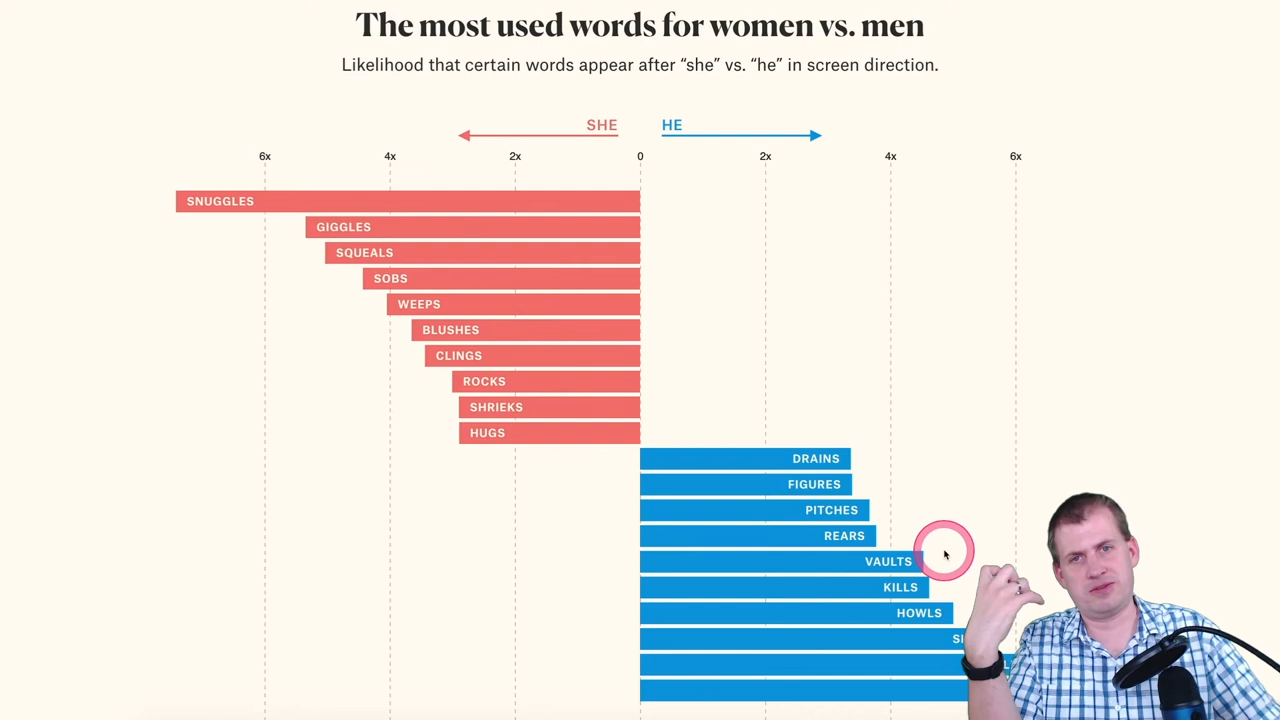 The most used words for women vs. men
Likelihood that certain words appear after “she” vs. “he” in screen direction.
SHE HE
6x 4x 2x 0 2x 4x 6x
SNUGGLES
GIGGLES
SQUEALS
SOBS
WEEPS
BLUSHES
CLINGS
ROCKS
SHRIEKS
HUGS
DRAINS
FIGURES
PITCHES
REARS
VAULTS
KILLS
HOWLS